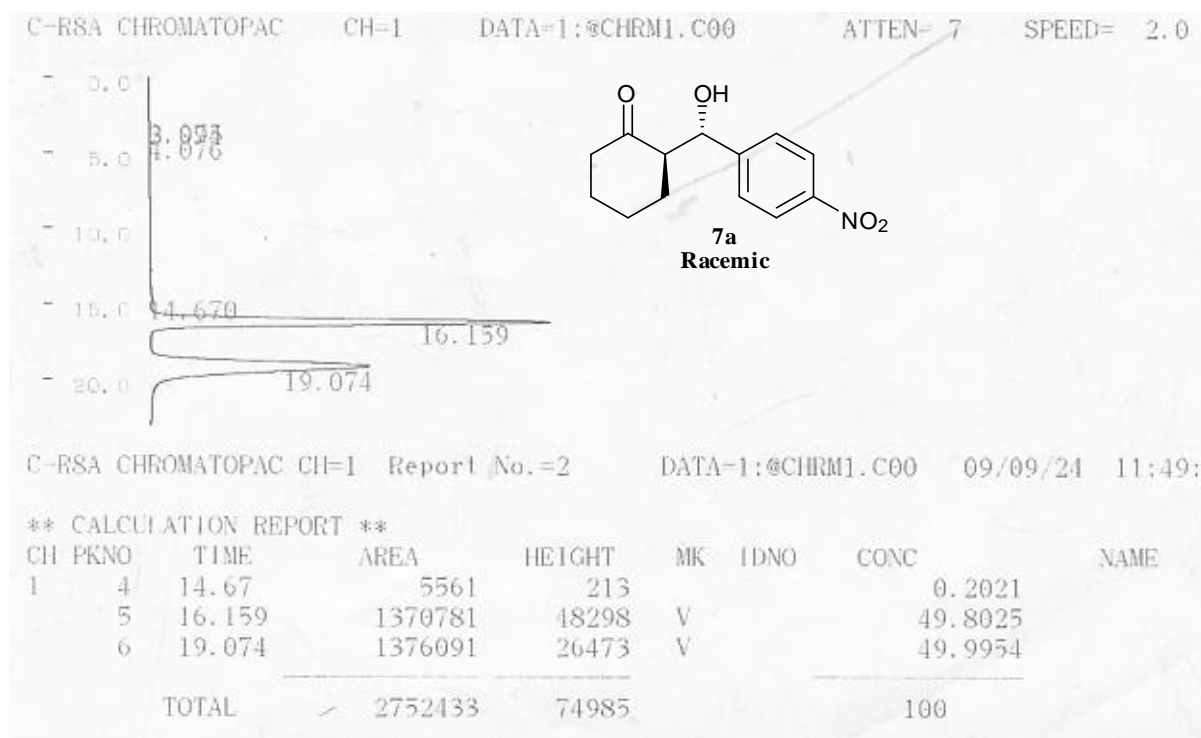 C-R8A CHROMATOPAC CH=1 DATA=1:@CHRM1.C00 ATTEN= 7 SPEED= 2.0
0.0
5.0
4.076
10.0
15.0
14.670
16.159
20.0
19.074
O
OH
NO2
7a
Racemic
C-R8A CHROMATOPAC CH=1 Report No.=2 DATA=1:@CHRM1.C00 09/09/24 11:49:
** CALCULATION REPORT **
CH PKNO TIME AREA HEIGHT MK IDNO CONC NAME
1 4 14.67 5561 213 0.2021
5 16.159 1370781 48298 V 49.8025
6 19.074 1376091 26473 V 49.9954
TOTAL 2752433 74985 100